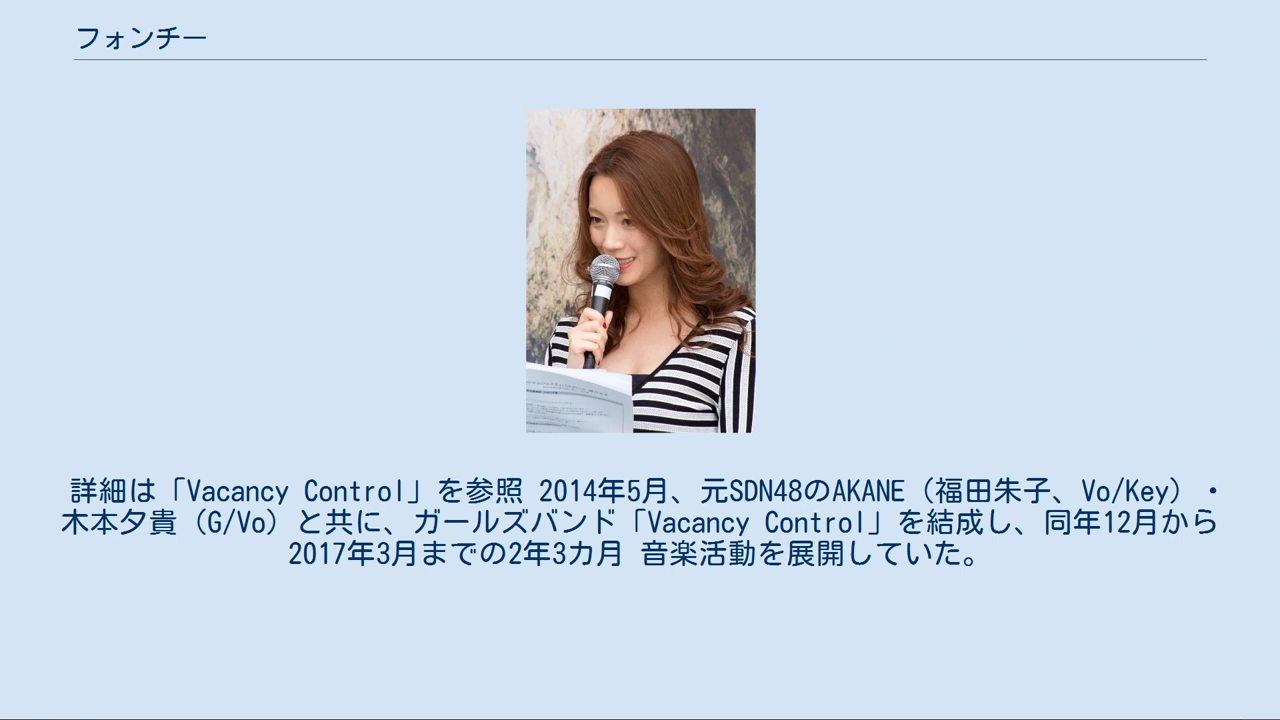 フォンチー
詳細は「Vacancy Control」を参照 2014年5月、元SDN48のAKANE（福田朱子、Vo/Key）・
木本夕貴（G/Vo）と共に、ガールズバンド「Vacancy Control」を結成し、同年12月から
2017年3月までの2年3カ月 音楽活動を展開していた。